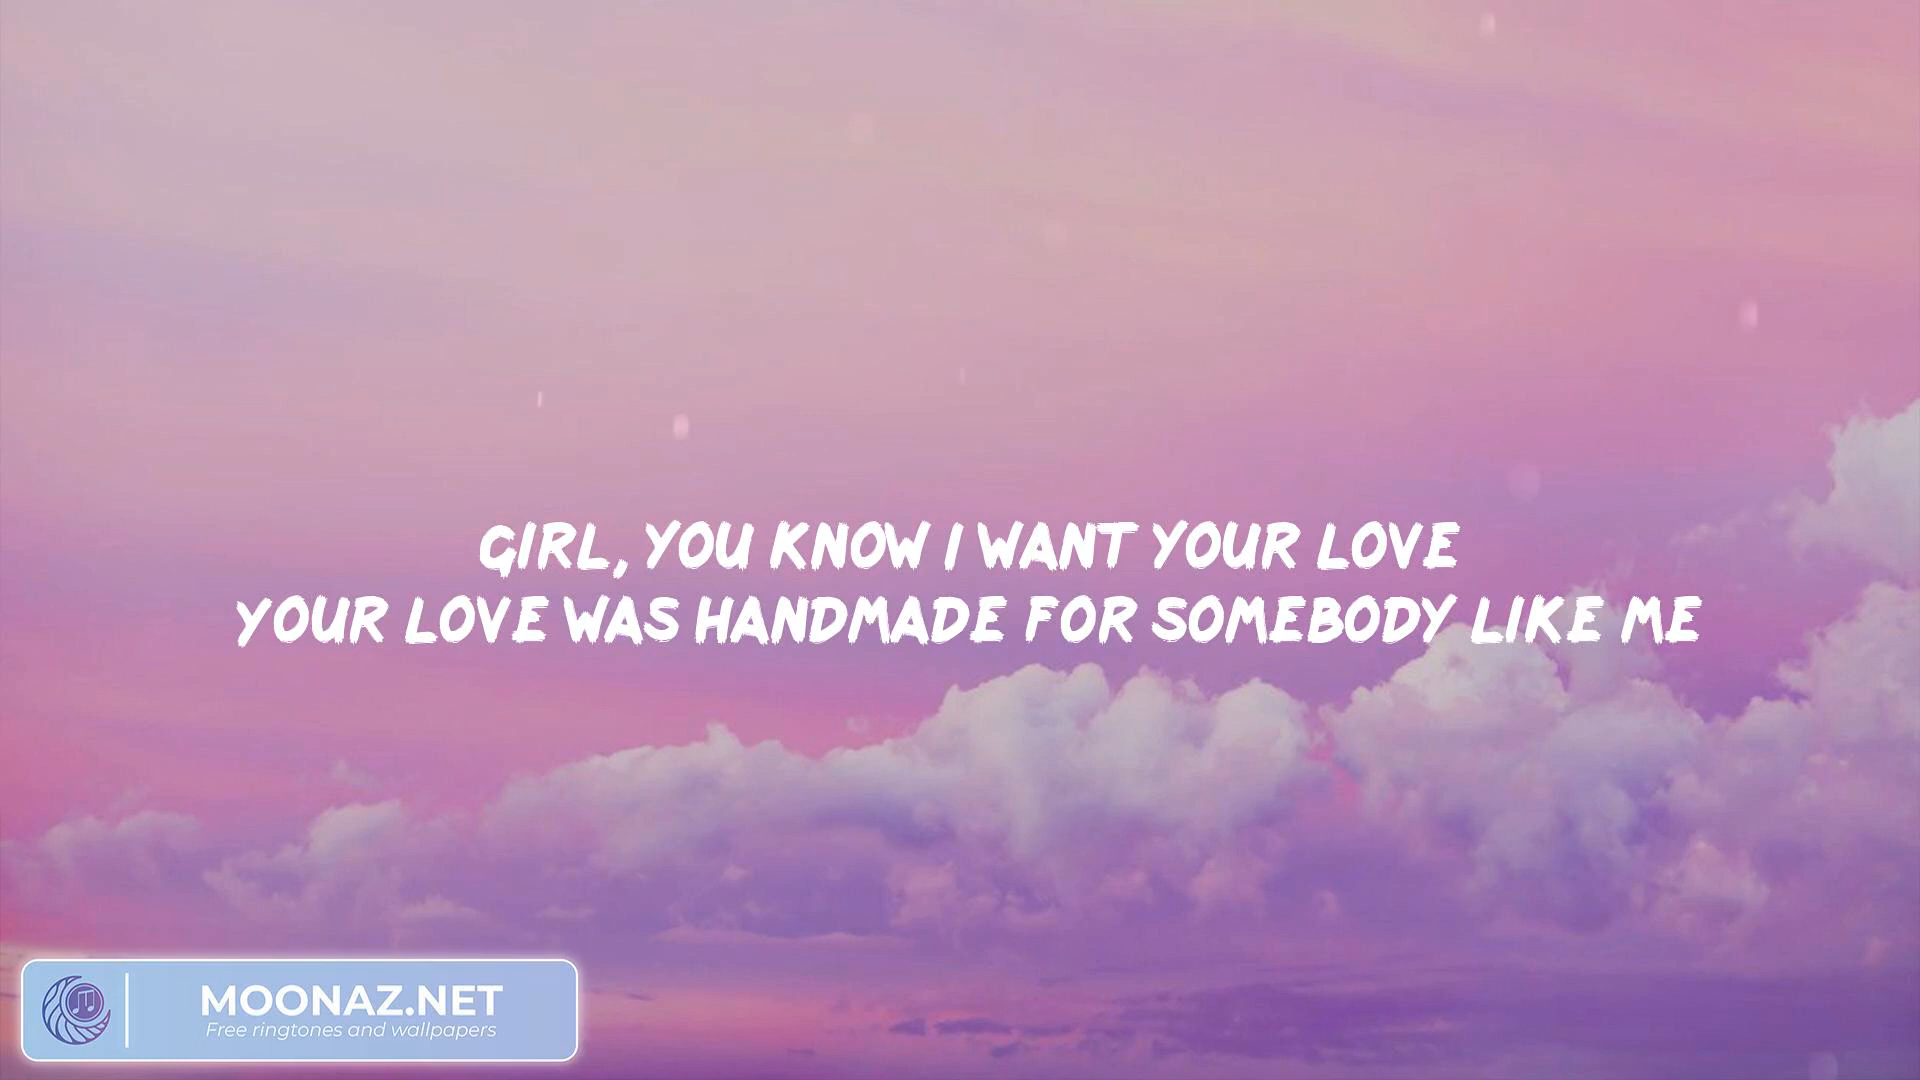 GIRL, YOU KNOW I WANT YOUR LOVE
YOUR LOVE WAS HANDMADE FOR SOMEBODY LIKE ME
MOONAZ.NET
Free ringtones and wallpapers